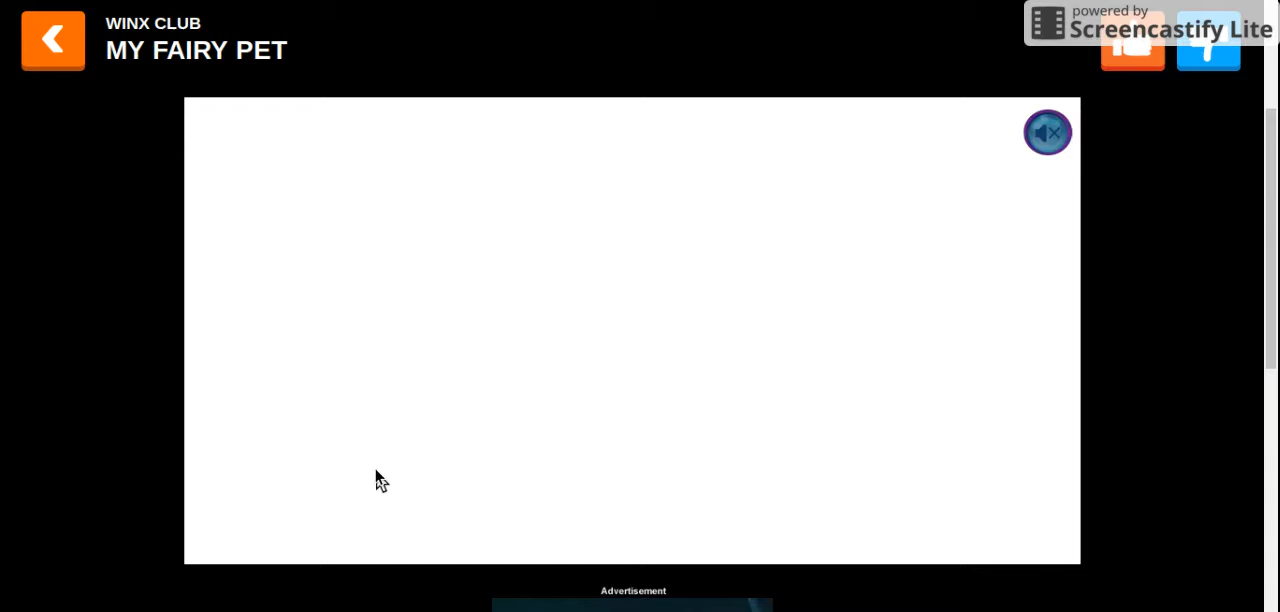 WINX CLUB
MY FAIRY PET
powered by
Screencastify Lite
Advertisement